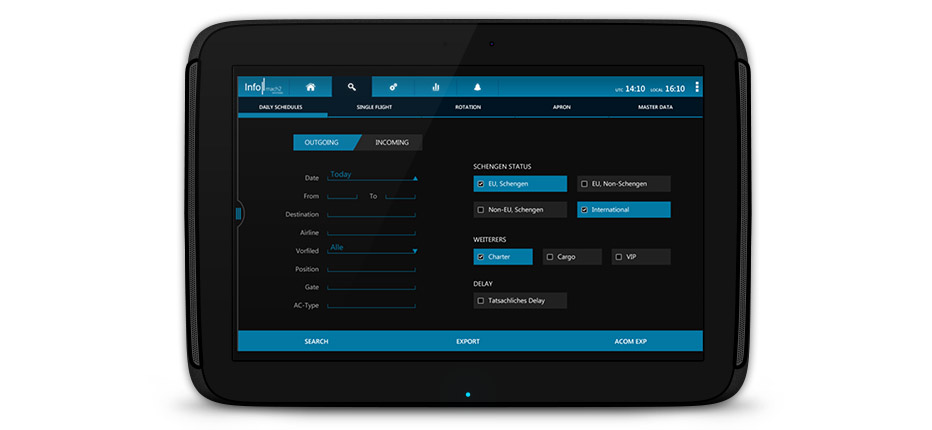 Info mach2
UTC 14:10 LOCAL 16:10
DAILY SCHEDULES SINGLE FLIGHT ROTATION APRON MASTER DATA
OUTGOING INCOMING
Date Today
From To
Destination
Airline
Vorfiled Alle
Position
Gate
AC-Type
SCHENGEN STATUS
EU, Schengen EU, Non-Schengen
Non-EU, Schengen International
WEITERERS
Charter Cargo VIP
DELAY
Tatsachliches Delay
SEARCH EXPORT ACOM EXP